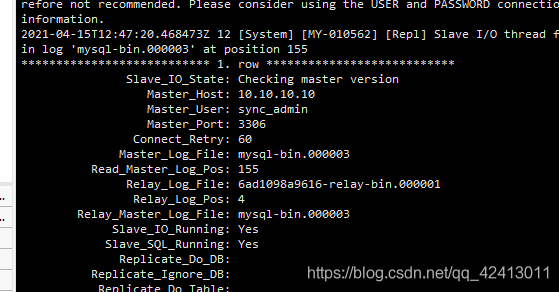 refore not recommended. Please consider using the USER and PASSWORD connectio
information.
2021-04-15T12:47:20.468473Z 12 [System] [MY-010562] [Repl] Slave I/O thread f
in log 'mysql-bin.000003' at position 155
*************************** 1. row ***************************
Slave_IO_State: Checking master version
Master_Host: 10.10.10.10
Master_User: sync_admin
Master_Port: 3306
Connect_Retry: 60
Master_Log_File: mysql-bin.000003
Read_Master_Log_Pos: 155
Relay_Log_File: 6ad1098a9616-relay-bin.000001
Relay_Log_Pos: 4
Relay_Master_Log_File: mysql-bin.000003
Slave_IO_Running: Yes
Slave_SQL_Running: Yes
Replicate_Do_DB:
Replicate_Ignore_DB:
Replicate_Do_Table:
https://blog.csdn.net/qq_42413011